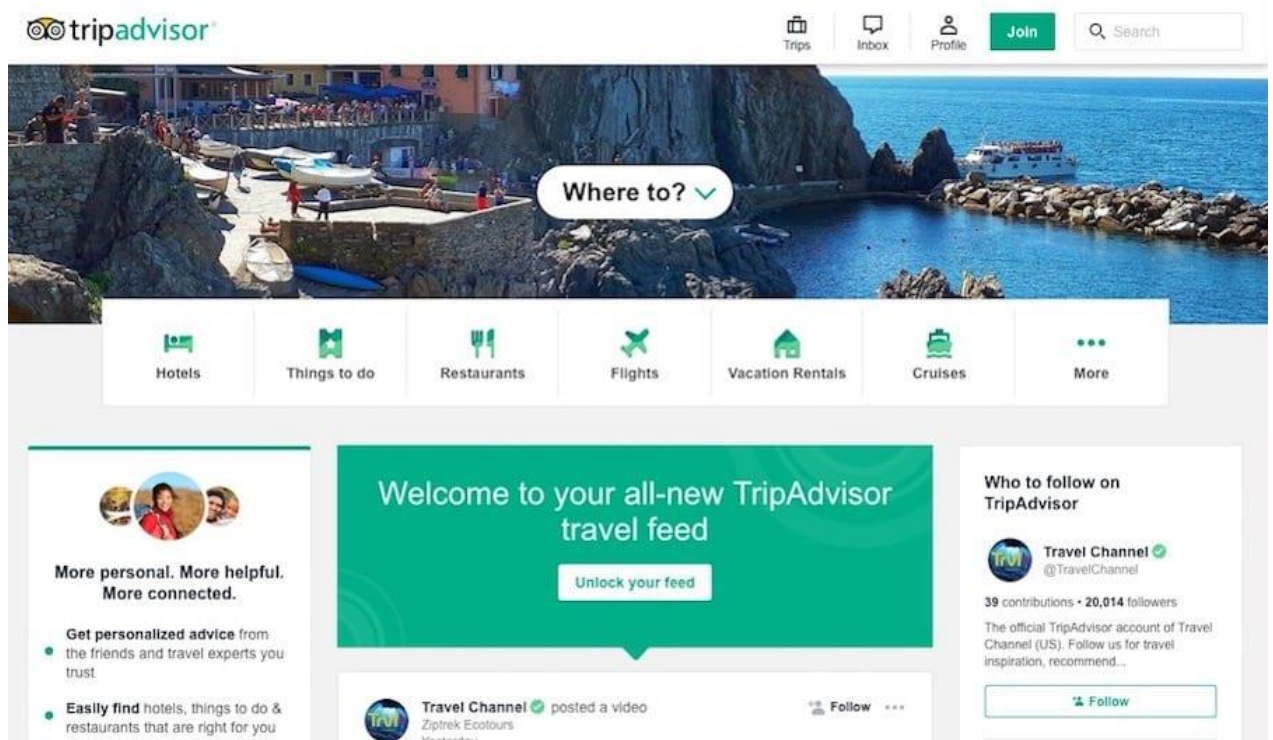 tripadvisor
Trips
Inbox
Profile
Join
Search
Where to?
Hotels
Things to do
Restaurants
Flights
Vacation Rentals
Cruises
More
More personal. More helpful.
More connected.
Get personalized advice from
the friends and travel experts you
trust
Easily find hotels, things to do &
restaurants that are right for you
Welcome to your all-new TripAdvisor
travel feed
Unlock your feed
TRVL
Travel Channel posted a video
Follow
Ziptrek Ecotours
Yesterday
Who to follow on
TripAdvisor
TRVL
Travel Channel
@TravelChannel
39 contributions • 20,014 followers
The official TripAdvisor account of Travel
Channel (US). Follow us for travel
inspiration, recommend...
Follow